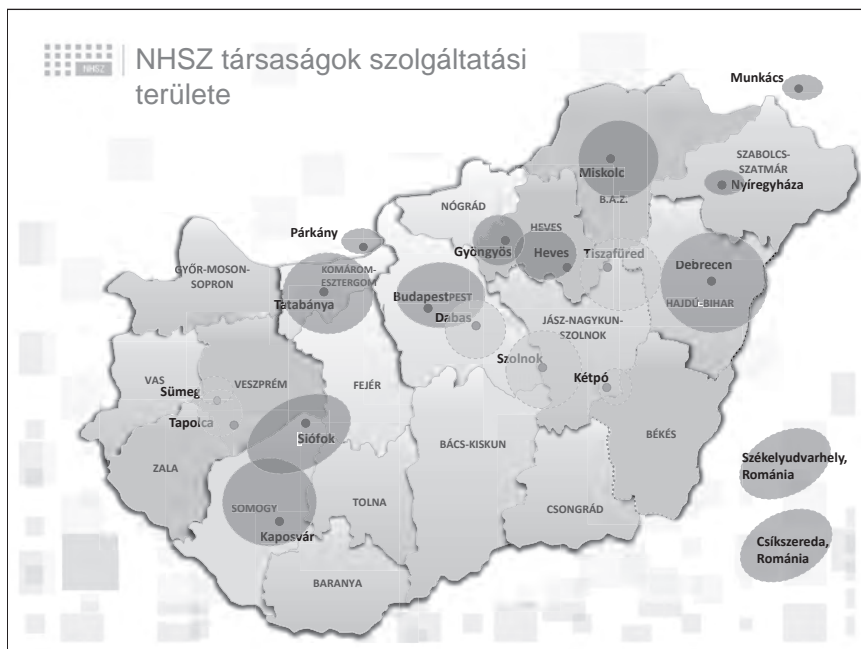 NHSZ
NHSZ társaságok szolgáltatási
területe
Munkács
SZABOLCS-
SZATMÁR
Nyíregyháza
Miskolc
B.A.Z.
NÓGRÁD
HEVES
Párkány
Gyöngyös
Heves
Tiszafüred
Debrecen
HAJDÚ-BIHAR
GYŐR-MOSON-
SOPRON
KOMÁROM-
ESZTERGOM
Tatabánya
Budapest
PEST
Dabas
JÁSZ-NAGYKUN-
SZOLNOK
Szolnok
Kétpó
VAS
VESZPRÉM
FEJÉR
Sümeg
Tapolca
Siófok
BÁCS-KISKUN
BÉKÉS
ZALA
Székelyudvarhely,
Románia
SOMOGY
TOLNA
CSONGRÁD
Kaposvár
Csíkszereda,
Románia
BARANYA